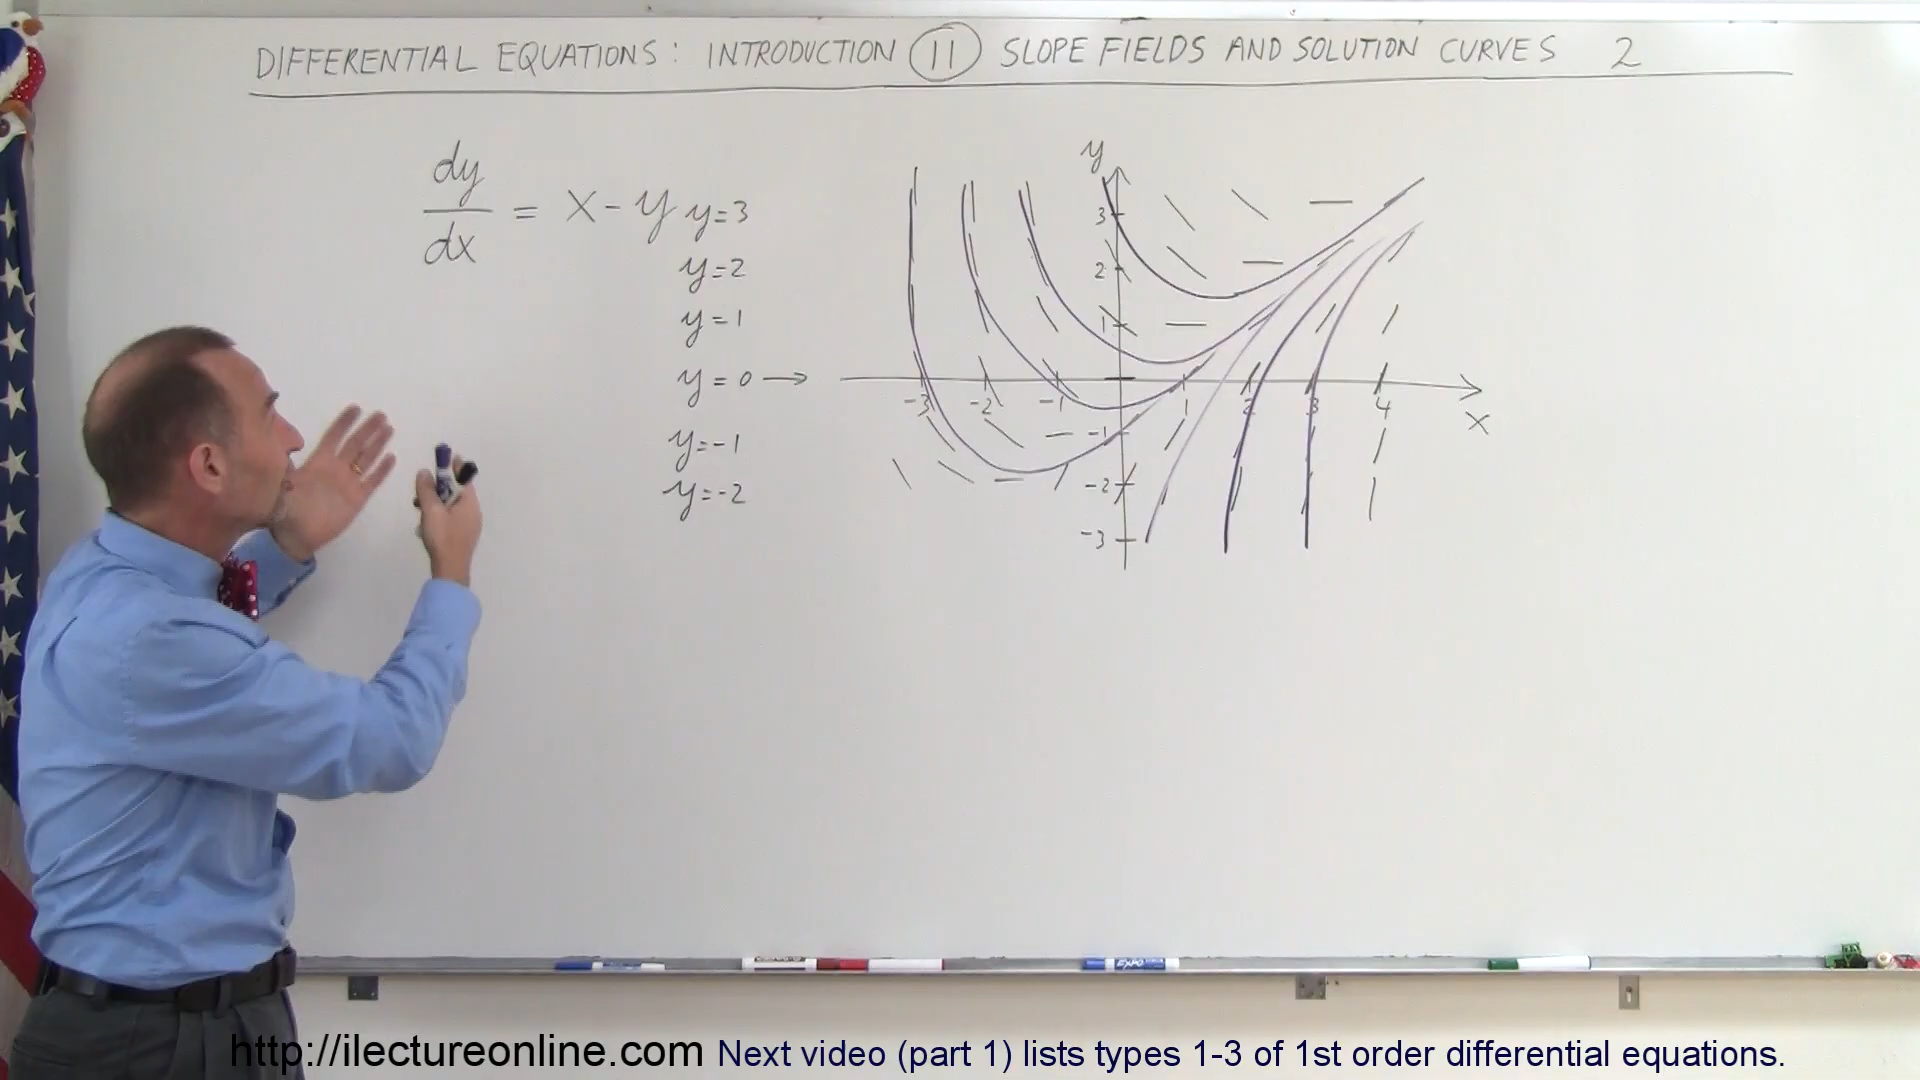 DIFFERENTIAL EQUATIONS: INTRODUCTION 11 SLOPE FIELDS AND SOLUTION CURVES 2
dy
dx
= x - y
y=3
y=2
y=1
y=0 →
y=-1
y=-2
y
3
2
1
-3 -2 -1 1 2 3 4
x
-1
-2
-3
EXPO
http://ilectureonline.com Next video (part 1) lists types 1-3 of 1st order differential equations.